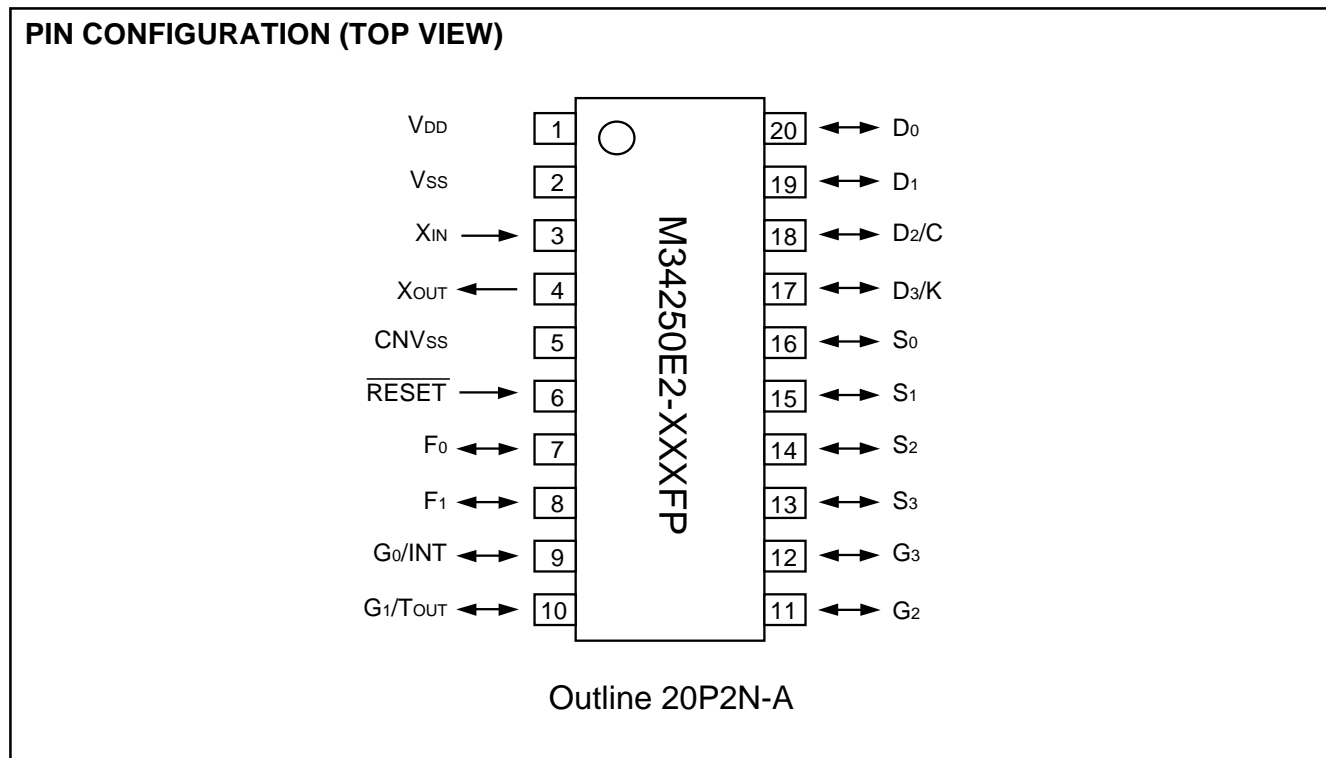 PIN CONFIGURATION (TOP VIEW)
VDD 1 20 D0
VSS 2 19 D1
XIN 3 18 D2/C
XOUT 4 17 D3/K
CNVSS 5 16 S0
RESET 6 15 S1
F0 7 14 S2
F1 8 13 S3
G0/INT 9 12 G3
G1/TOUT 10 11 G2
M34250E2-XXXFP
Outline 20P2N-A